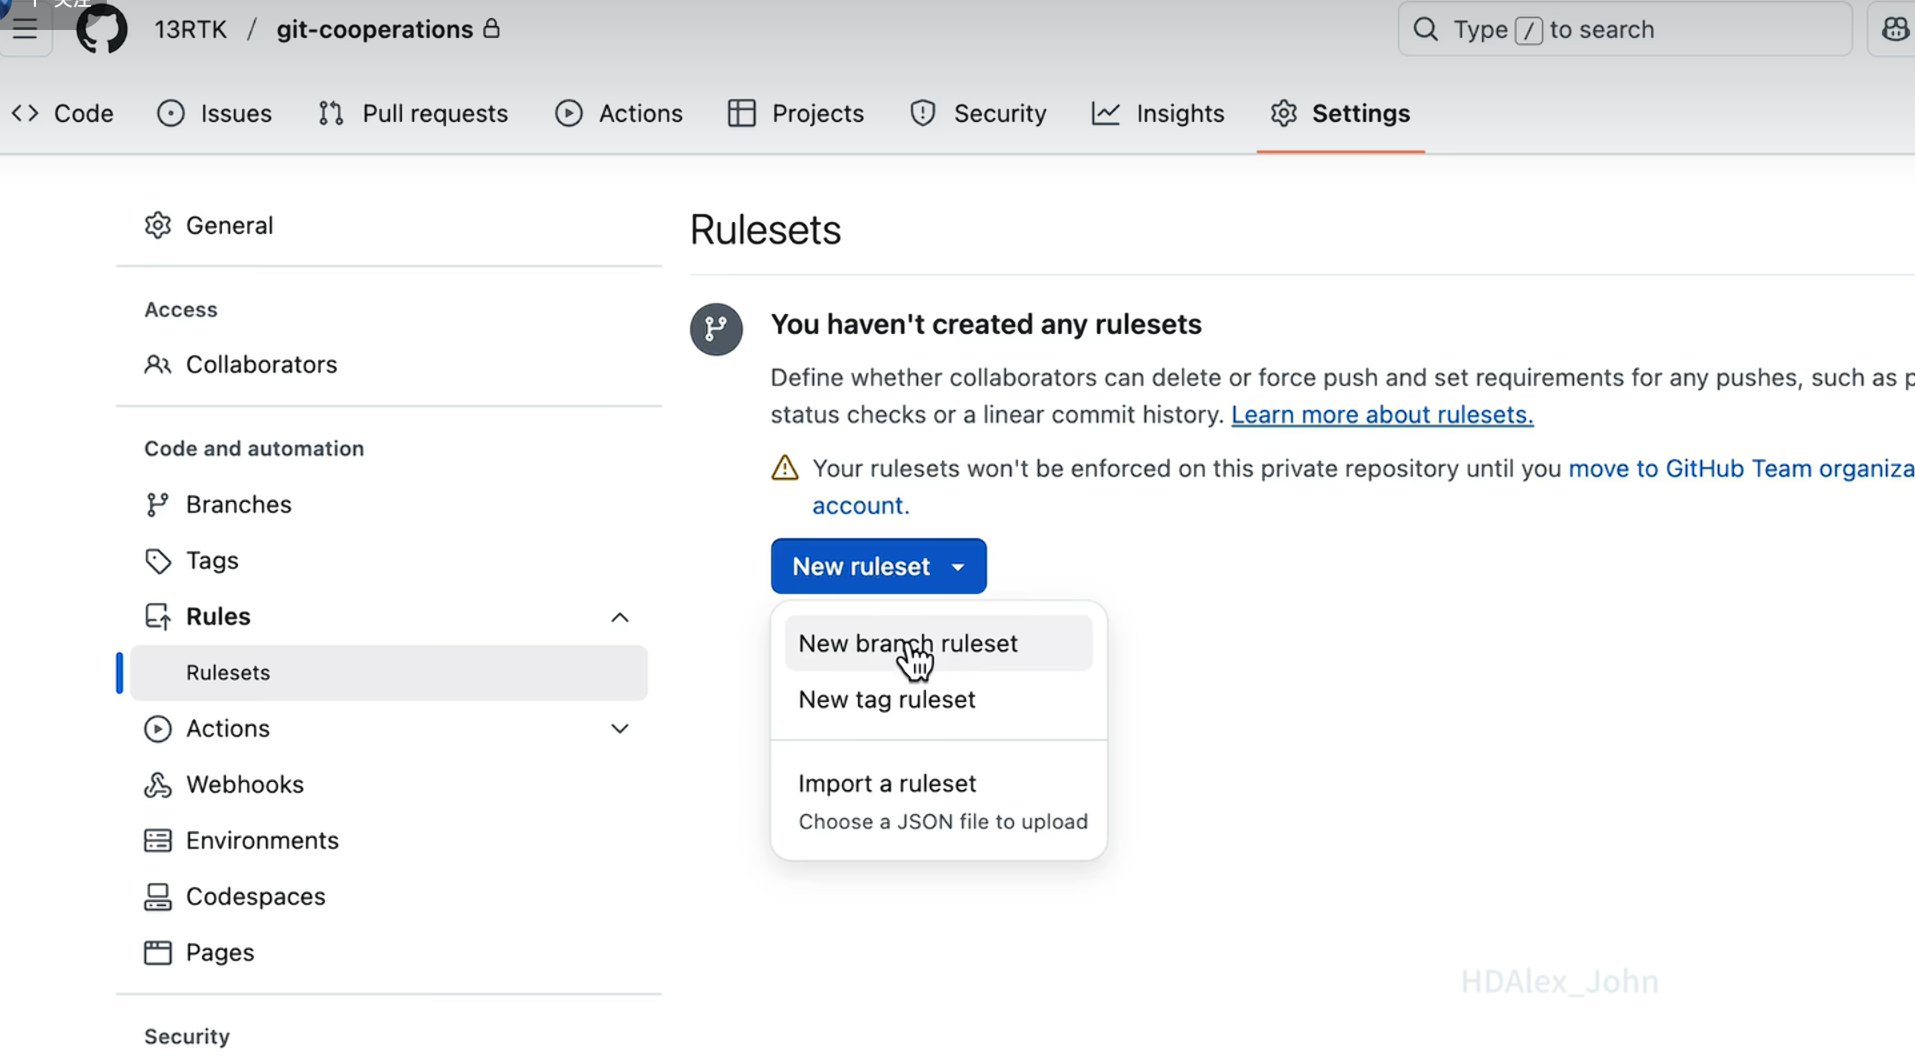 关注
13RTK / git-cooperations
Type / to search
Code Issues Pull requests Actions Projects Security Insights Settings
General
Access
Collaborators
Code and automation
Branches
Tags
Rules
Rulesets
Actions
Webhooks
Environments
Codespaces
Pages
Security
Rulesets
You haven't created any rulesets
Define whether collaborators can delete or force push and set requirements for any pushes, such as
status checks or a linear commit history. Learn more about rulesets.
Your rulesets won't be enforced on this private repository until you move to GitHub Team organiza
account.
New ruleset
New branch ruleset
New tag ruleset
Import a ruleset
Choose a JSON file to upload
HDAlex_John